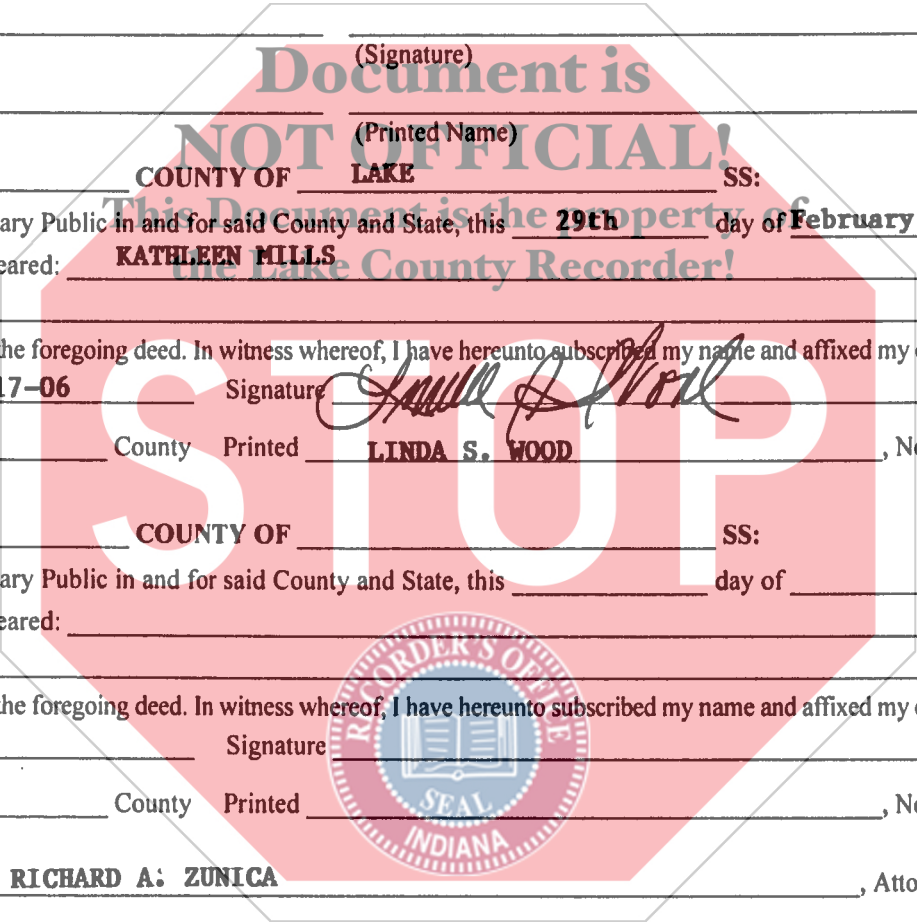 (Signature)
Document is
(Printed Name)
NOT OFFICIAL!
COUNTY OF LAKE SS:
ary Public in and for said County and State, this 29th day of February
This Document is the property of
eared: KATHLEEN MILLS
the Lake County Recorder!
the foregoing deed. In witness whereof, I have hereunto subscribed my name and affixed my
17-06 Signature Linda S. Wood
County Printed LINDA S. WOOD, No
STOP
COUNTY OF SS:
ary Public in and for said County and State, this day of
eared:
the foregoing deed. In witness whereof, I have hereunto subscribed my name and affixed my
Signature
County Printed , No
RECORDER'S OFFICE
SEAL
INDIANA
RICHARD A. ZUNICA, Atto